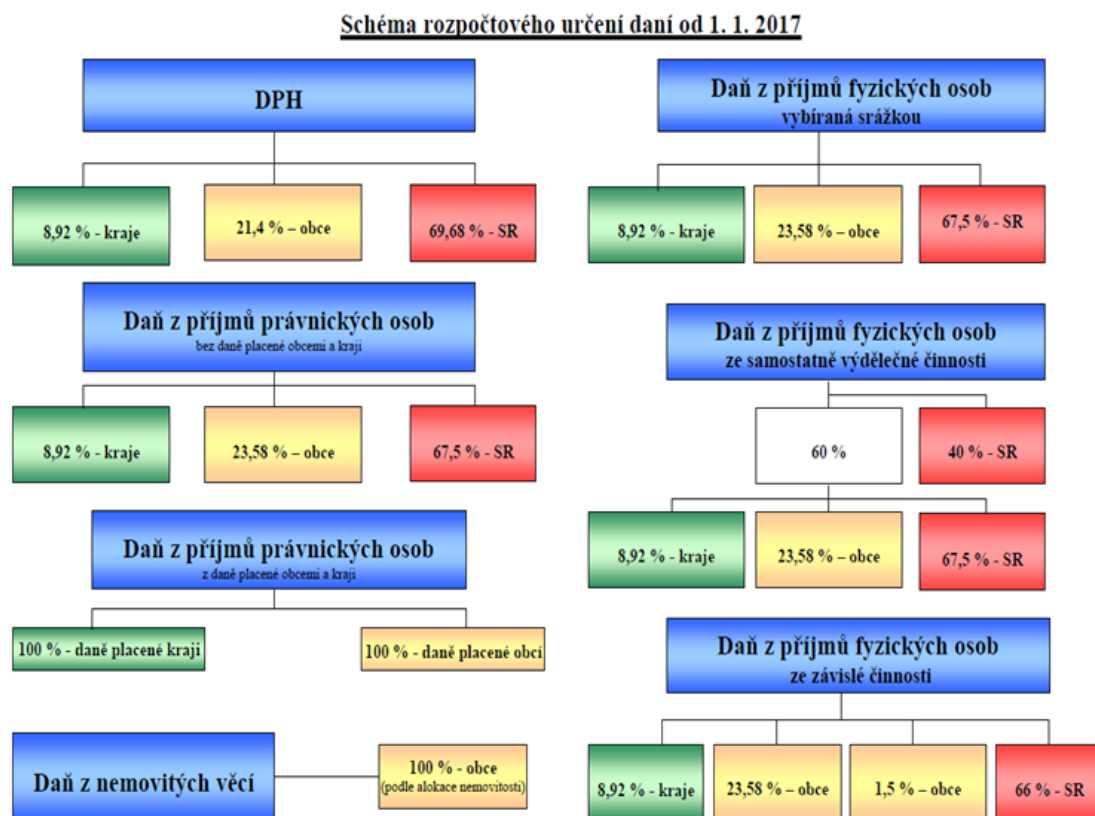 Schéma rozpočtového určení daní od 1. 1. 2017
DPH
8,92 % - kraje
21,4 % – obce
69,68 % - SR
Daň z příjmů právnických osob
bez daně placené obcemi a kraji
8,92 % - kraje
23,58 % – obce
67,5 % – SR
Daň z příjmů právnických osob
z daně placené obcemi a kraji
100 % - daně placené kraji
100 % - daně placené obcí
Daň z nemovitých věcí
100 % - obce
(podle alokace nemovitosti)
Daň z příjmů fyzických osob
vybíraná srážkou
8,92 % - kraje
23,58 % – obce
67,5 % - SR
Daň z příjmů fyzických osob
ze samostatně výdělečné činnosti
60 %
40 % - SR
8,92 % - kraje
23,58 % – obce
67,5 % – SR
Daň z příjmů fyzických osob
ze závislé činnosti
8,92 % - kraje
23,58 % – obce
1,5 % – obce
66 % - SR